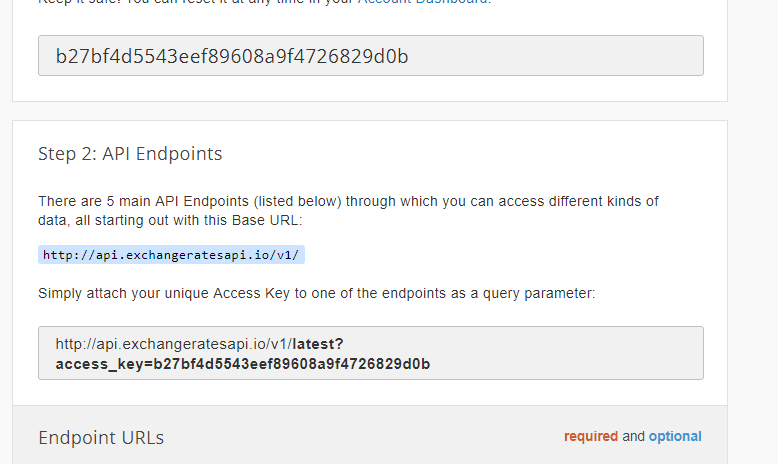 Keep it safe! You can reset it at any time in your Account Dashboard.
b27bf4d5543eef89608a9f4726829d0b
Step 2: API Endpoints
There are 5 main API Endpoints (listed below) through which you can access different kinds of
data, all starting out with this Base URL:
http://api.exchangeratesapi.io/v1/
Simply attach your unique Access Key to one of the endpoints as a query parameter:
http://api.exchangeratesapi.io/v1/latest?
access_key=b27bf4d5543eef89608a9f4726829d0b
Endpoint URLs
required and optional